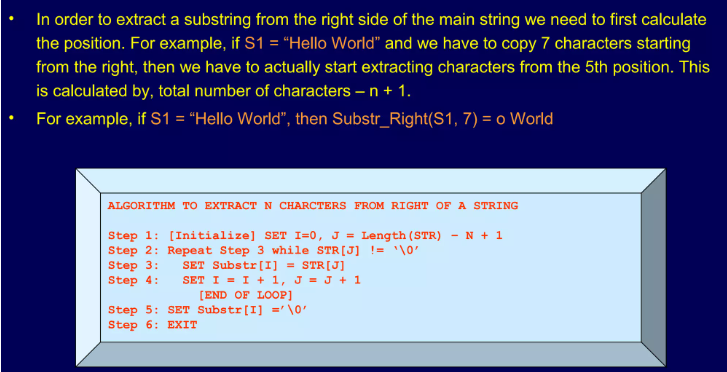 • In order to extract a substring from the right side of the main string we need to first calculate
the position. For example, if S1 = “Hello World” and we have to copy 7 characters starting
from the right, then we have to actually start extracting characters from the 5th position. This
is calculated by, total number of characters – n + 1.
• For example, if S1 = “Hello World”, then Substr_Right(S1, 7) = o World
ALGORITHM TO EXTRACT N CHARCTERS FROM RIGHT OF A STRING
Step 1: [Initialize] SET I=0, J = Length(STR) – N + 1
Step 2: Repeat Step 3 while STR[J] != ‘\0’
Step 3: SET Substr[I] = STR[J]
Step 4: SET I = I + 1, J = J + 1
[END OF LOOP]
Step 5: SET Substr[I] =’\0’
Step 6: EXIT